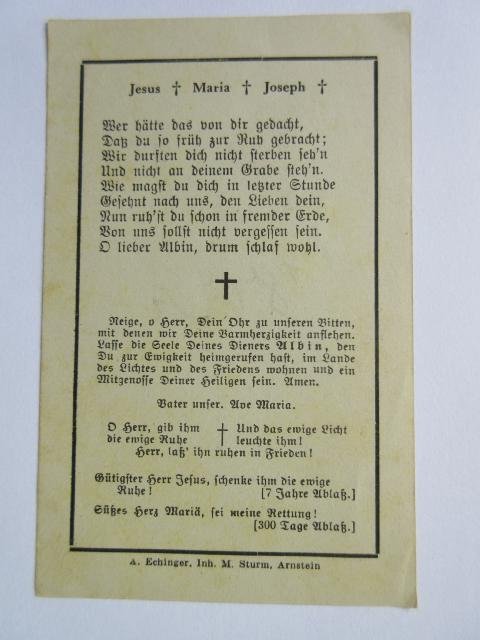 Jesus † Maria † Joseph †
Wer hätte das von dir gedacht,
Daß du so früh zur Ruh gebracht;
Wir durften dich nicht sterben seh'n
Und nicht an deinem Grabe steh'n.
Wie magst du dich in letzter Stunde
Gesehnt nach uns, den Lieben dein,
Nun ruh'st du schon in fremder Erde,
Von uns sollst nicht vergessen sein.
O lieber Albin, drum schlaf wohl.
†
Neige, o Herr, Dein Ohr zu unseren Bitten,
mit denen wir Deine Barmherzigkeit anflehen.
Lasse die Seele Deines Dieners Albin, den
Du zur Ewigkeit heimgerufen hast, im Lande
des Lichtes und des Friedens wohnen und ein
Mitgenosse Deiner Heiligen sein. Amen.
Vater unser. Ave Maria.
O Herr, gib ihm † Und das ewige Licht
die ewige Ruhe leuchte ihm!
Herr, laß' ihn ruhen in Frieden!
Gütigster Herr Jesus, schenke ihm die ewige
Ruhe! [7 Jahre Ablaß.]
Süßes Herz Mariä, sei meine Rettung!
[300 Tage Ablaß.]
A. Echinger, Inh. M. Sturm, Arnstein